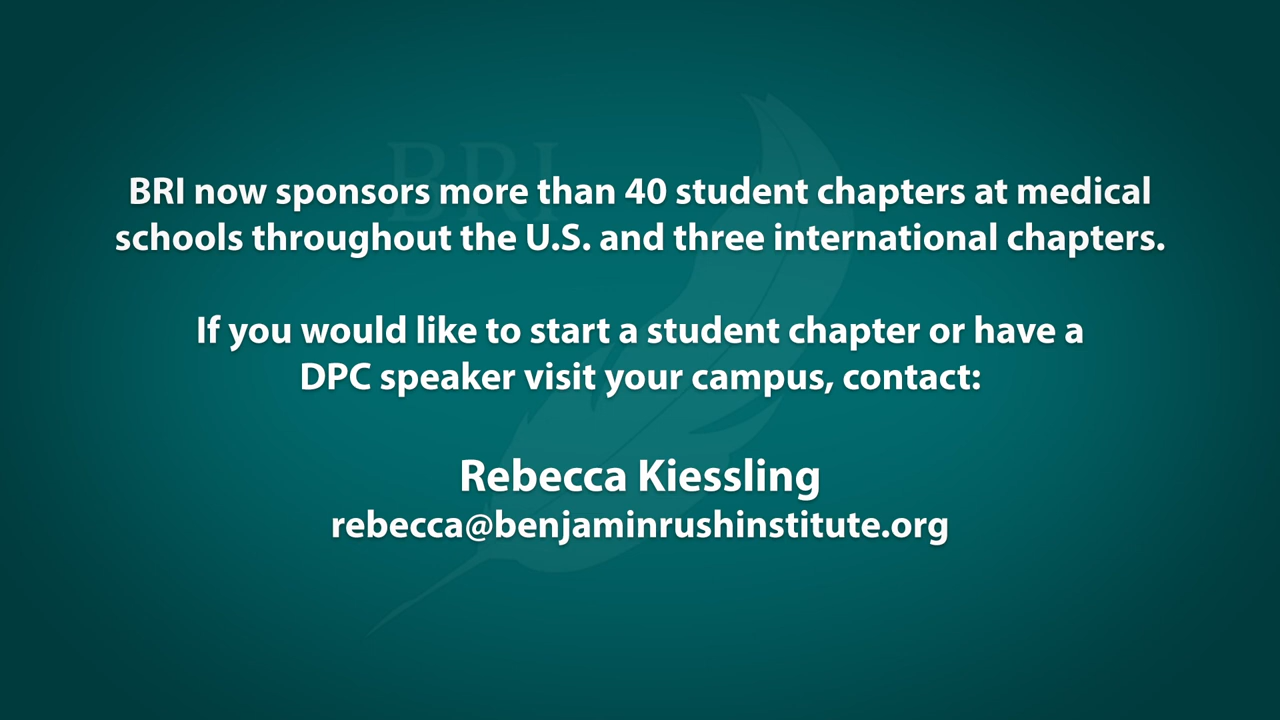 BRI
BRI now sponsors more than 40 student chapters at medical
schools throughout the U.S. and three international chapters.
If you would like to start a student chapter or have a
DPC speaker visit your campus, contact:
Rebecca Kiessling
rebecca@benjaminrushinstitute.org